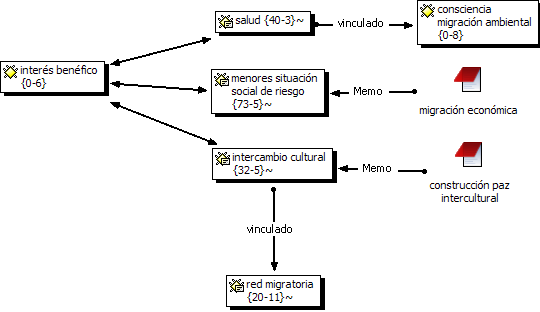 salud {40-3}~
vinculado
consciencia
migración ambiental
{0-8}
interés benéfico
{0-6}
menores situación
social de riesgo
{73-5}~
Memo
migración económica
intercambio cultural
{32-5}~
Memo
construcción paz
intercultural
vinculado
red migratoria
{20-11}~